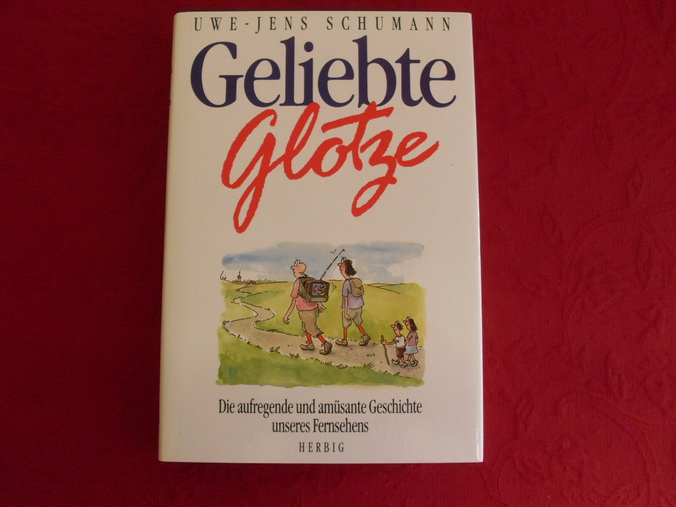 UWE-JENS SCHUMANN
Geliebte
Glotze
Die aufregende und amüsante Geschichte
unseres Fernsehens
HERBIG